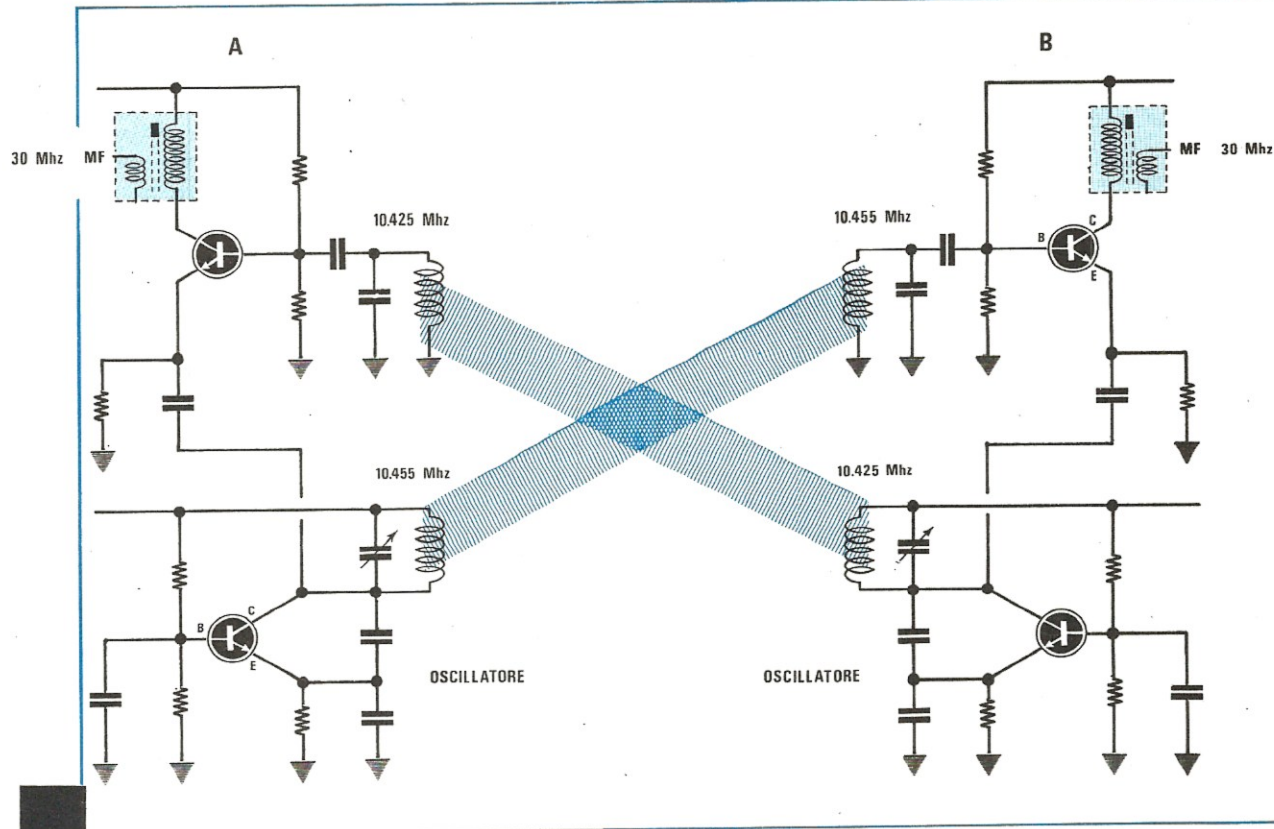 A
B
30 Mhz MF
MF 30 Mhz
10.425 Mhz
10.455 Mhz
C
B
E
10.455 Mhz
10.425 Mhz
C
B
E
OSCILLATORE
OSCILLATORE